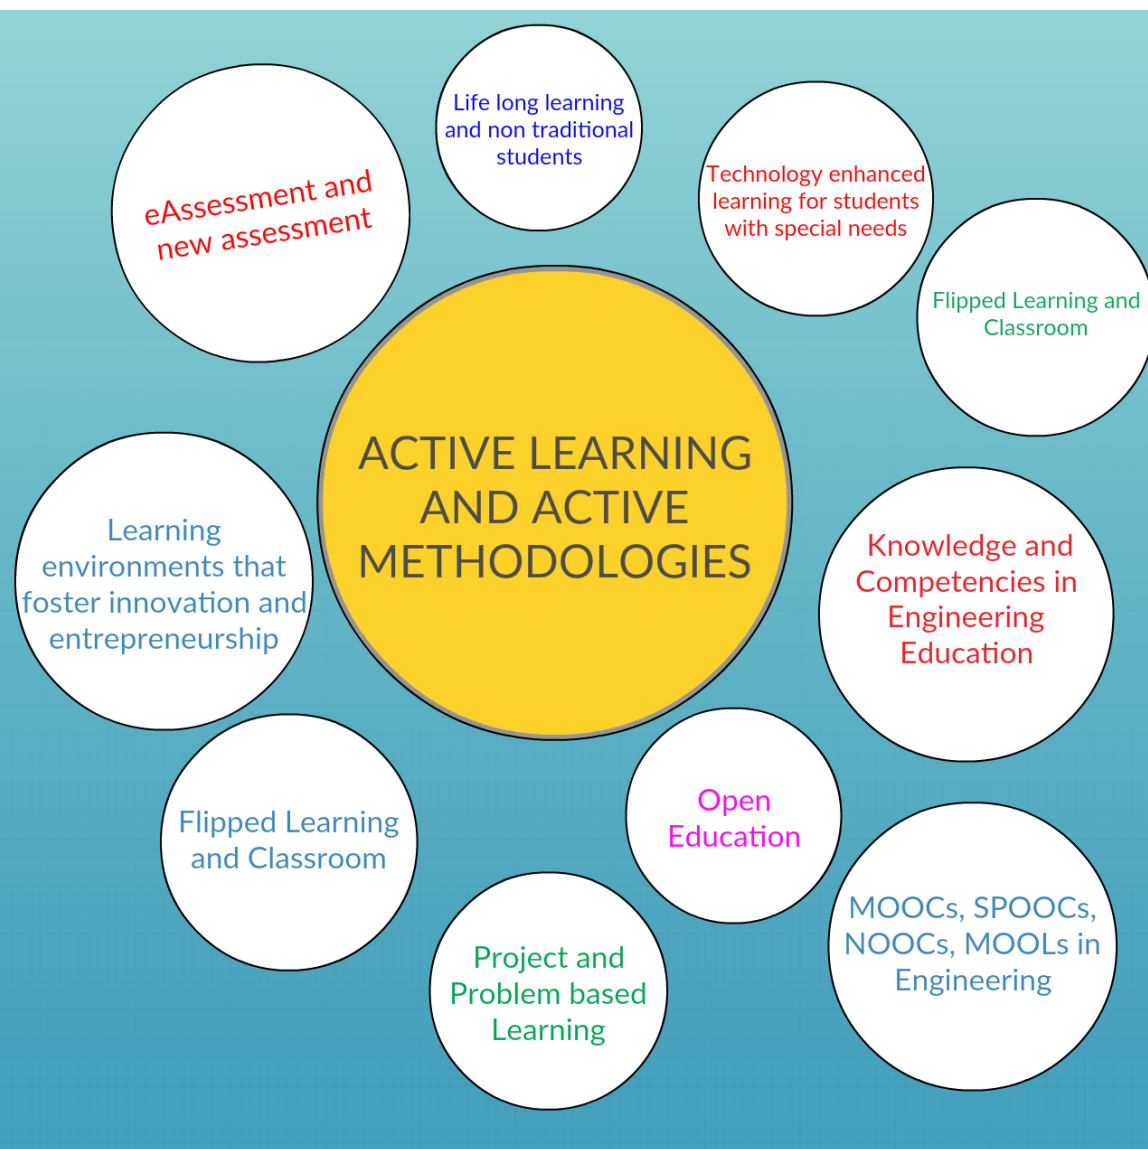 Life long learning
and non traditional
students
eAssessment and
new assessment
Technology enhanced
learning for students
with special needs
Flipped Learning and
Classroom
ACTIVE LEARNING
AND ACTIVE
METHODOLOGIES
Learning
environments that
foster innovation and
entrepreneurship
Knowledge and
Competencies in
Engineering
Education
Flipped Learning
and Classroom
Open
Education
Project and
Problem based
Learning
MOOCs, SPOOCs,
NOOCs, MOOLs in
Engineering